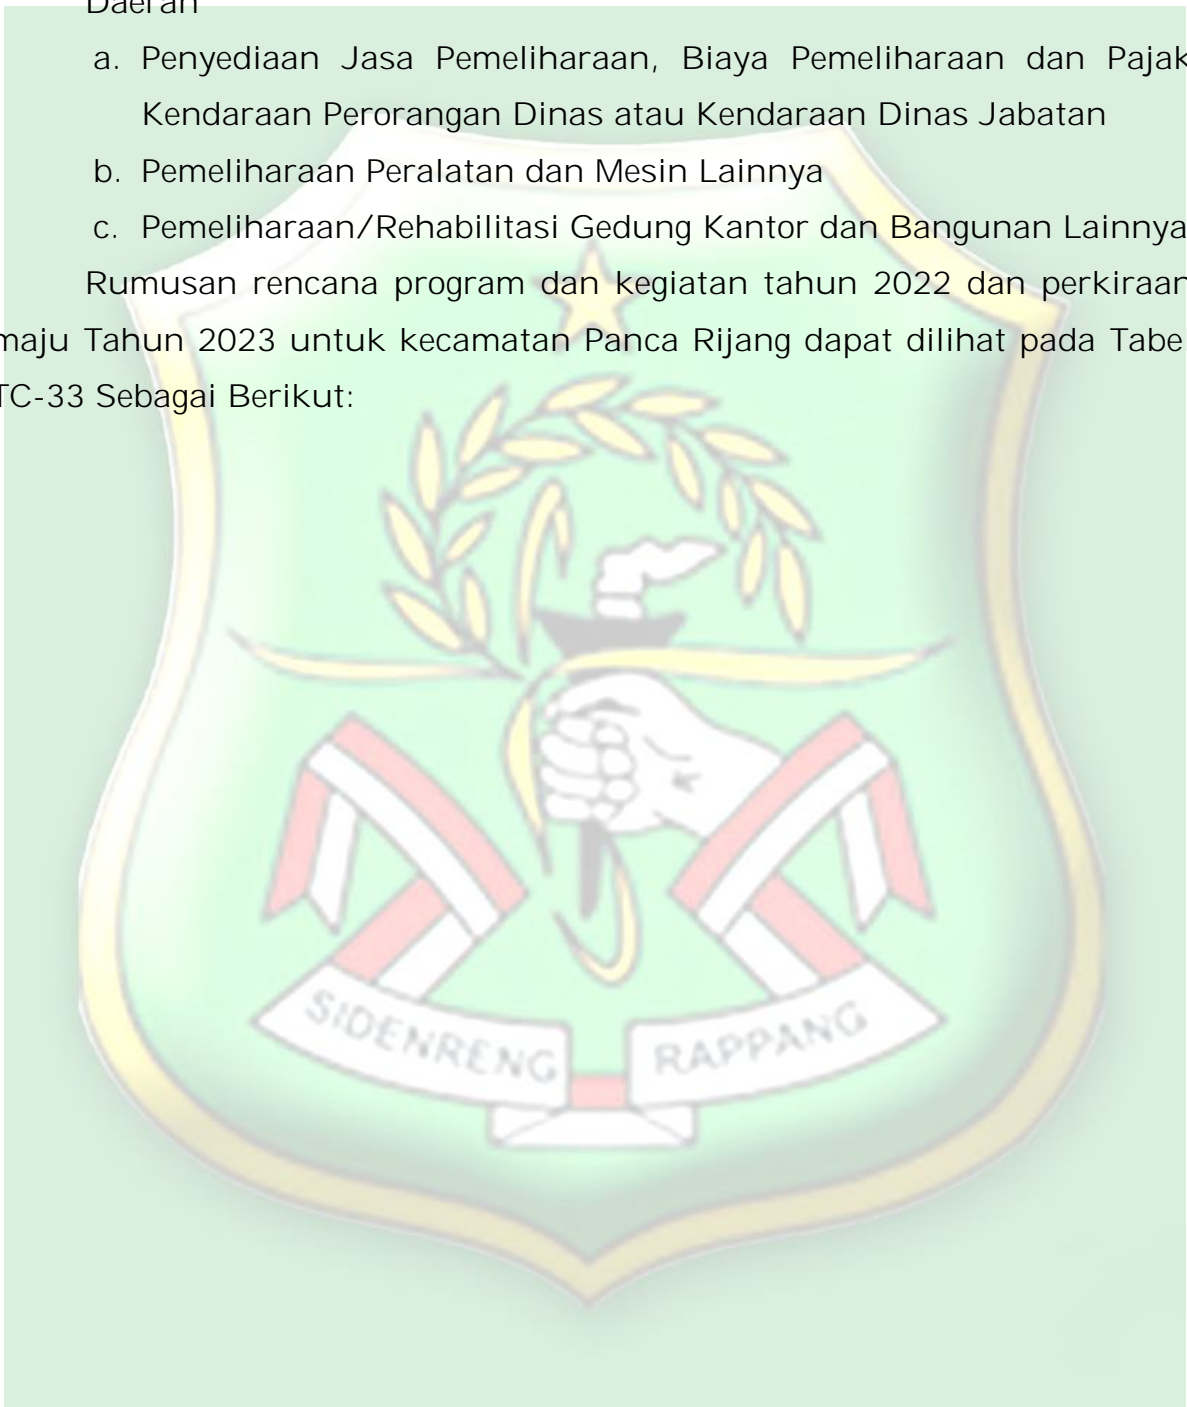 Daerah
a. Penyediaan Jasa Pemeliharaan, Biaya Pemeliharaan dan Pajak
Kendaraan Perorangan Dinas atau Kendaraan Dinas Jabatan
b. Pemeliharaan Peralatan dan Mesin Lainnya
c. Pemeliharaan/Rehabilitasi Gedung Kantor dan Bangunan Lainnya
Rumusan rencana program dan kegiatan tahun 2022 dan perkiraan
maju Tahun 2023 untuk kecamatan Panca Rijang dapat dilihat pada Tabel
TC-33 Sebagai Berikut:
SIDENRENG RAPPANG